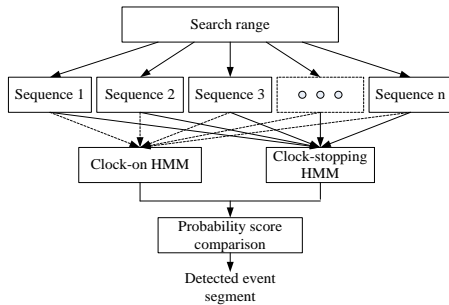 Search range
Sequence 1
Sequence 2
Sequence 3
Sequence n
Clock-on HMM
Clock-stopping
HMM
Probability score
comparison
Detected event
segment